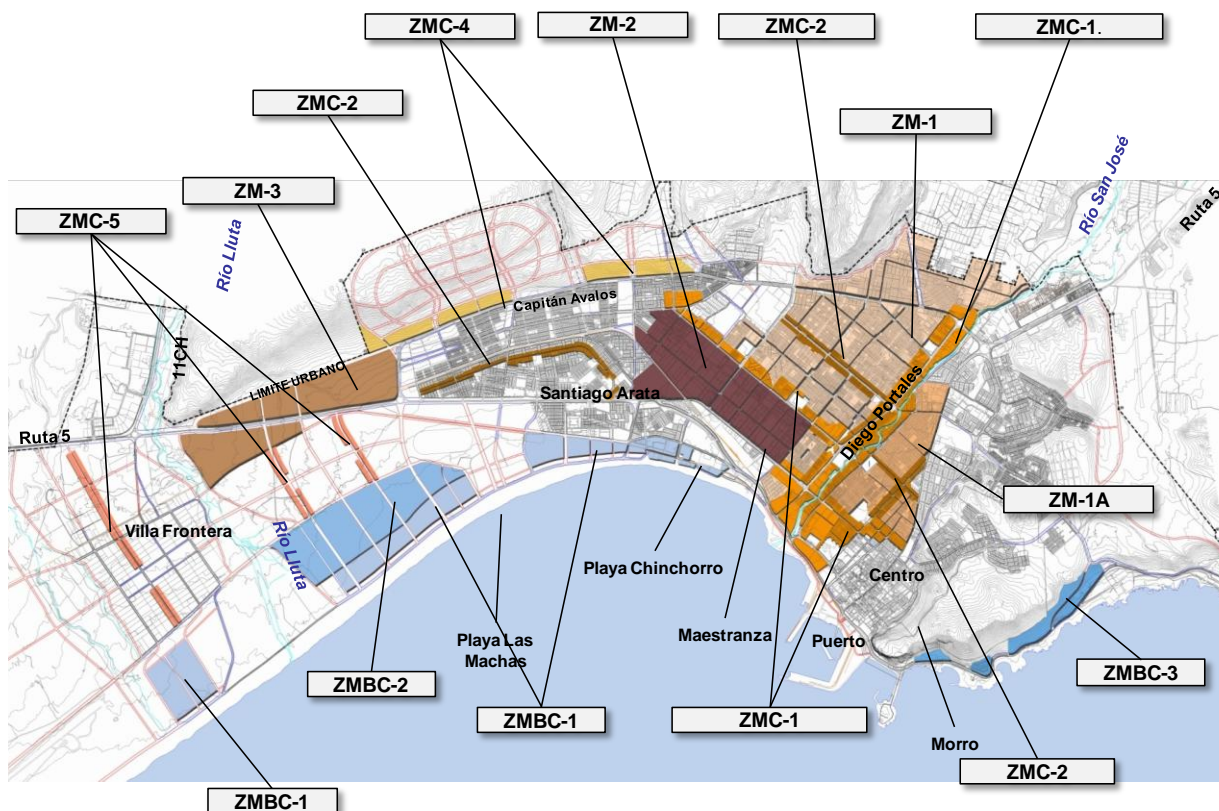 ZMC-4
ZM-2
ZMC-2
ZMC-1.
ZMC-2
ZM-1
ZM-3
ZMC-5
Río Lluta
Río San José
Ruta 5
Capitán Avalos
11CH
LIMITE URBANO
Santiago Arata
Diego Portales
Ruta 5
ZM-1A
Villa Frontera
Río Lluta
Playa Chinchorro
Centro
Maestranza
Puerto
Playa Las
Machas
ZMBC-2
ZMBC-1
ZMC-1
ZMBC-3
Morro
ZMC-2
ZMBC-1